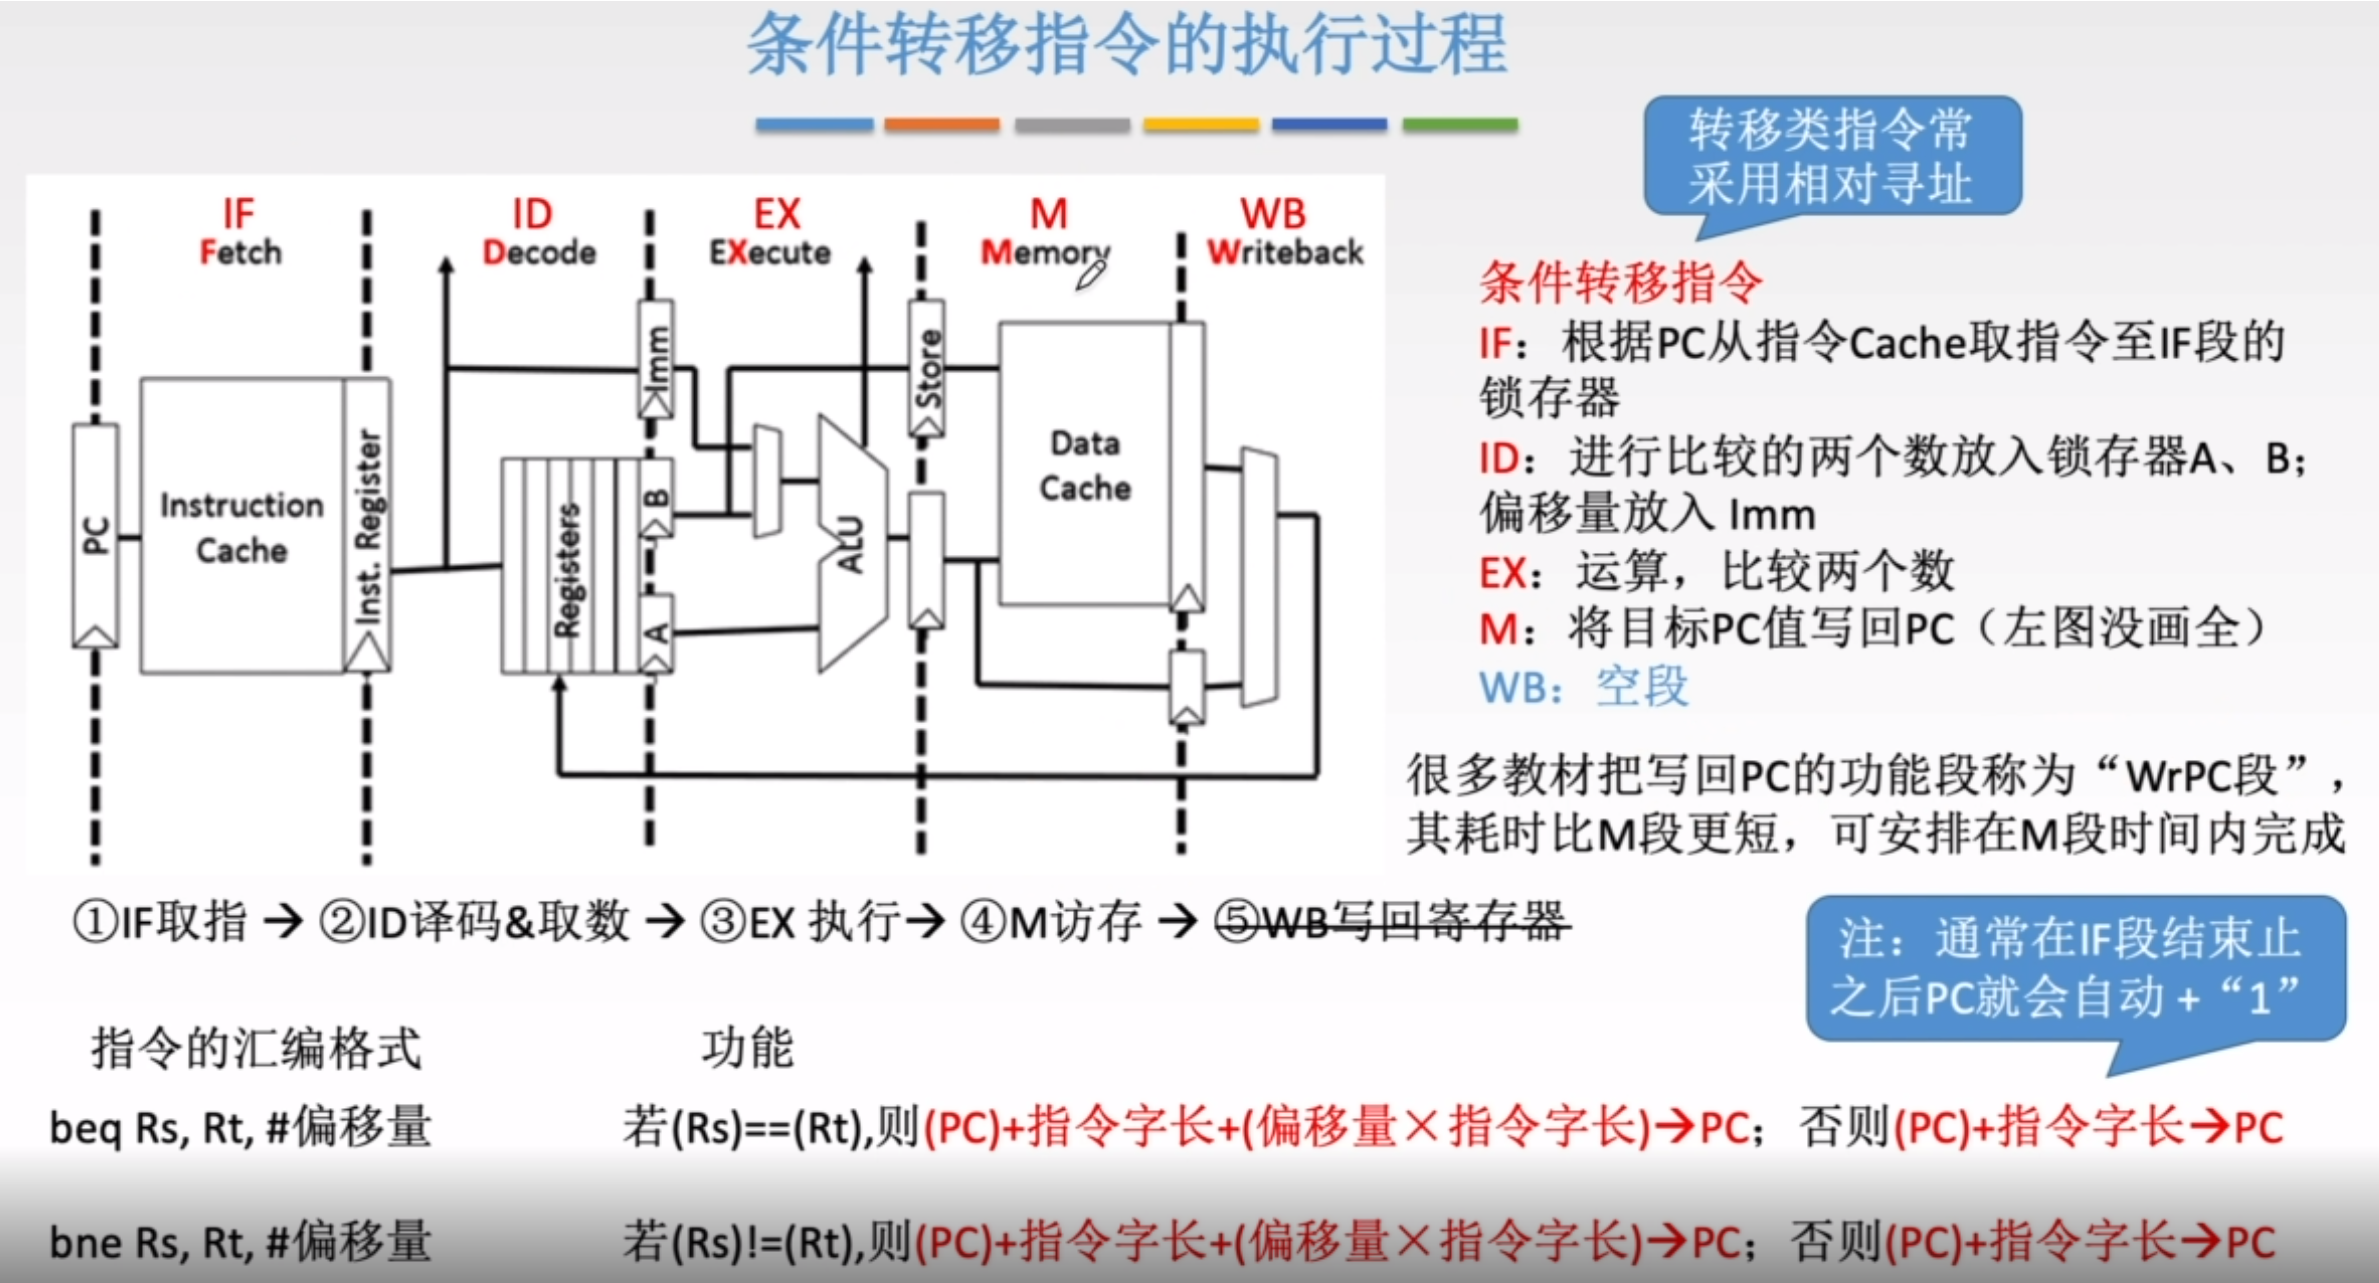 条件转移指令的执行过程
转移类指令常
采用相对寻址
IF
Fetch
ID
Decode
EX
EXecute
M
Memory
WB
Writeback
PC
Instruction
Cache
Inst. Register
Registers
Imm
B
A
ALU
Store
Data
Cache
条件转移指令
IF：根据PC从指令Cache取指令至IF段的
锁存器
ID：进行比较的两个数放入锁存器A、B；
偏移量放入 Imm
EX：运算，比较两个数
M：将目标PC值写回PC（左图没画全）
WB：空段
很多教材把写回PC的功能段称为“WrPC段”，
其耗时比M段更短，可安排在M段时间内完成
①IF取指 → ②ID译码&取数 → ③EX 执行→ ④M访存 → ⑤WB写回寄存器
注：通常在IF段结束止
之后PC就会自动 +“1”
指令的汇编格式 功能
beq Rs, Rt, #偏移量 若(Rs)==(Rt),则(PC)+指令字长+(偏移量×指令字长)→PC；否则(PC)+指令字长→PC
bne Rs, Rt, #偏移量 若(Rs)!=(Rt),则(PC)+指令字长+(偏移量×指令字长)→PC；否则(PC)+指令字长→PC